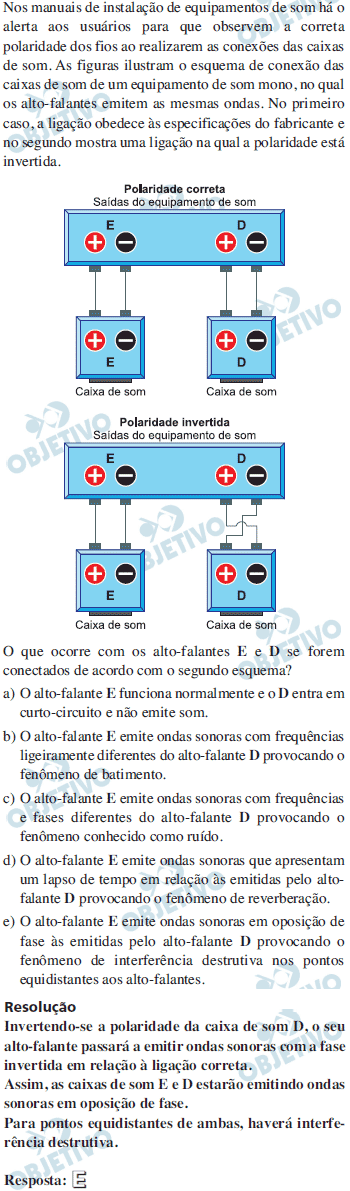 Nos manuais de instalação de equipamentos de som há o
alerta aos usuários para que observem a correta
polaridade dos fios ao realizarem as conexões das caixas
de som. As figuras ilustram o esquema de conexão das
caixas de som de um equipamento de som mono, no qual
os alto-falantes emitem as mesmas ondas. No primeiro
caso, a ligação obedece às especificações do fabricante e
no segundo mostra uma ligação na qual a polaridade está
invertida.
Polaridade correta
Saídas do equipamento de som
E D
+ − + −
+ − + −
E D
Caixa de som Caixa de som
Polaridade invertida
Saídas do equipamento de som
E D
+ − + −
+ − + −
E D
Caixa de som Caixa de som
O que ocorre com os alto-falantes E e D se forem
conectados de acordo com o segundo esquema?
a) O alto-falante E funciona normalmente e o D entra em
curto-circuito e não emite som.
b) O alto-falante E emite ondas sonoras com frequências
ligeiramente diferentes do alto-falante D provocando o
fenômeno de batimento.
c) O alto-falante E emite ondas sonoras com frequências
e fases diferentes do alto-falante D provocando o
fenômeno conhecido como ruído.
d) O alto-falante E emite ondas sonoras que apresentam
um lapso de tempo em relação às emitidas pelo alto-
falante D provocando o fenômeno de reverberação.
e) O alto-falante E emite ondas sonoras em oposição de
fase às emitidas pelo alto-falante D provocando o
fenômeno de interferência destrutiva nos pontos
equidistantes aos alto-falantes.
Resolução
Invertendo-se a polaridade da caixa de som D, o seu
alto-falante passará a emitir ondas sonoras com a fase
invertida em relação à ligação correta.
Assim, as caixas de som E e D estarão emitindo ondas
sonoras em oposição de fase.
Para pontos equidistantes de ambas, haverá interfe-
rência destrutiva.
Resposta: E
OBJETIVO
OBJETIVO
OBJETIVO
OBJETIVO
OBJETIVO
OBJETIVO
OBJETIVO
OBJETIVO
OBJETIVO
OBJETIVO